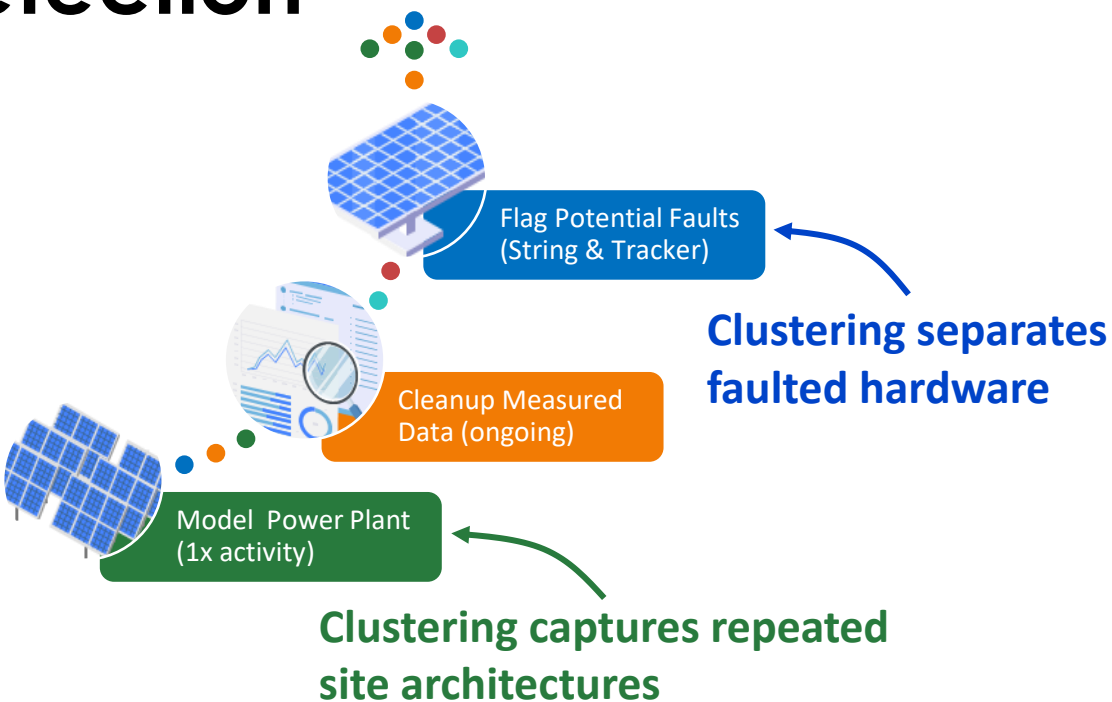 Flag Potential Faults
(String & Tracker)
Clustering separates
faulted hardware
Cleanup Measured
Data (ongoing)
Model  Power Plant
(1x activity)
Clustering captures repeated
site architectures